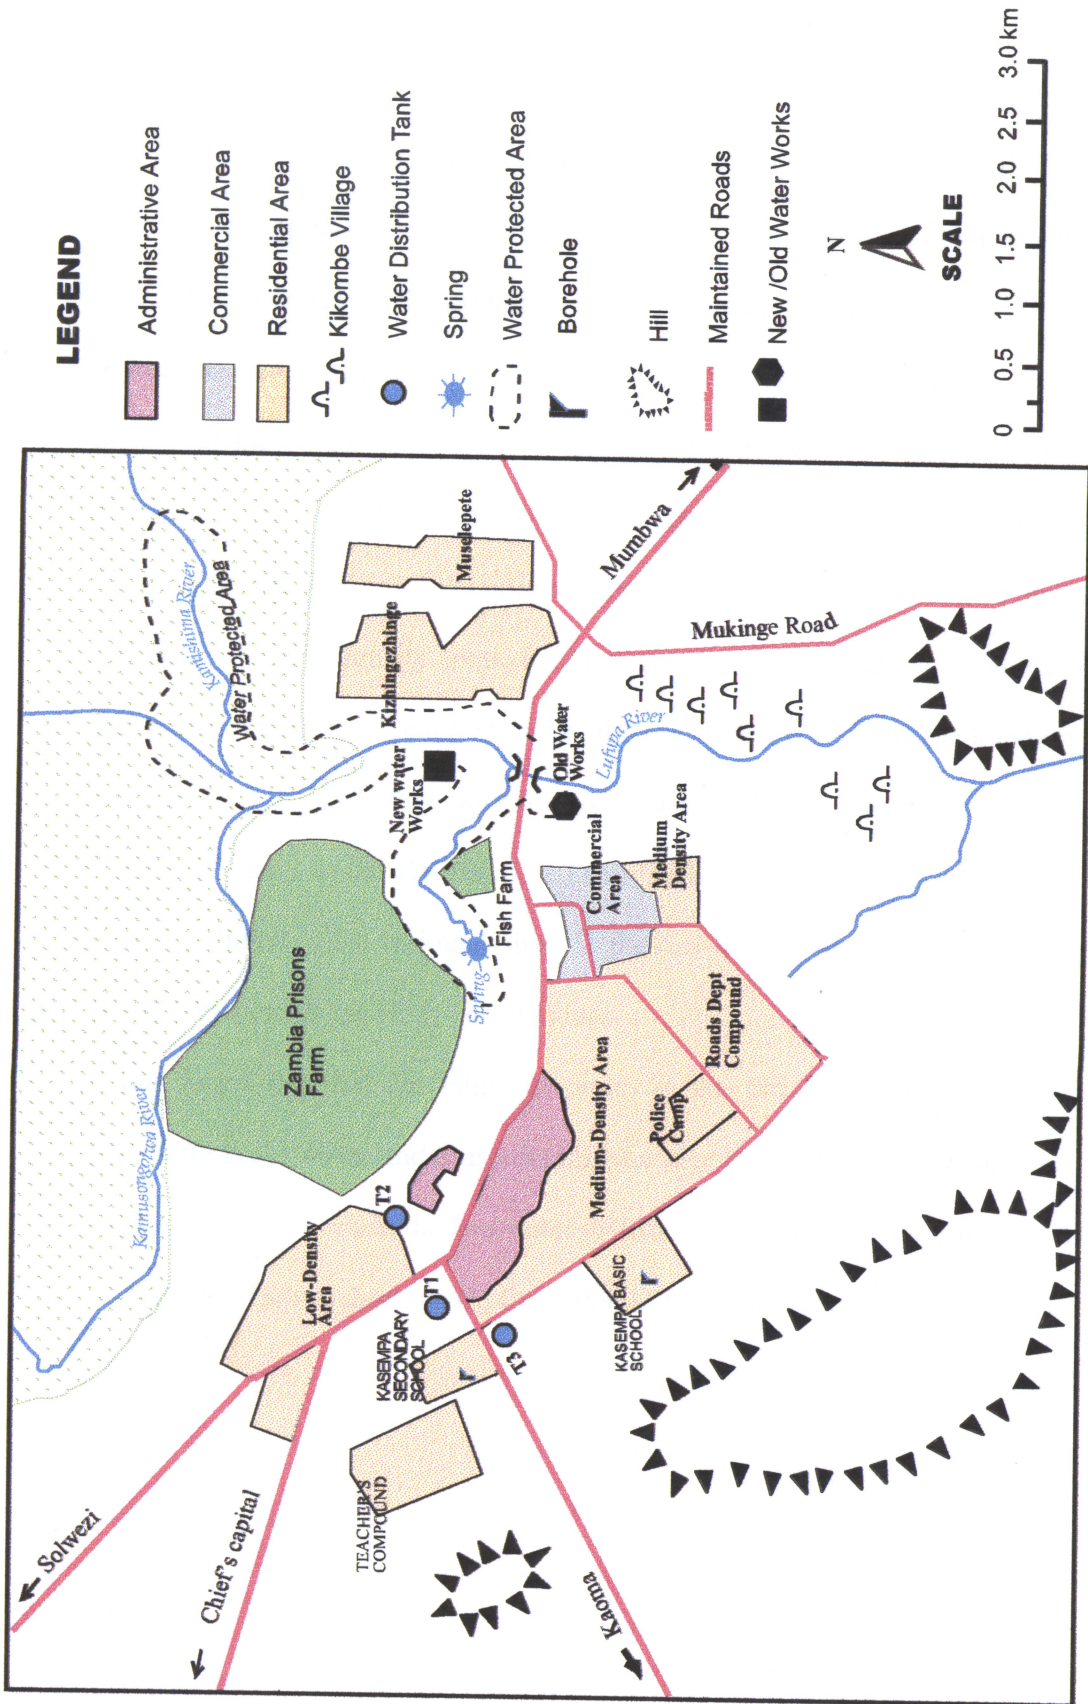 LEGEND
Administrative Area
Commercial Area
Residential Area
Kikombe Village
Water Distribution Tank
Spring
Water Protected Area
Borehole
Hill
Maintained Roads
New /Old Water Works
N
SCALE
0 0.5 1.0 1.5 2.0 2.5 3.0 km
Solwezi
Chief's capital
Kaoma
Mumbwa
Mukinge Road
Kamusongolwa River
Kamishima River
Water Protected Area
Lufupa River
Zambia Prisons
Farm
Low-Density
Area
T2
T1
T3
KASEMPA
SECONDARY
SCHOOL
TEACHER'S
COMPOUND
KASEMPA BASIC
SCHOOL
Medium-Density Area
Police
Camp
Roads Dept
Compound
Commercial
Area
Medium
Density Area
Spring
Fish Farm
New water
Works
Old Water
Works
Kizhingezhinge
Muselepete